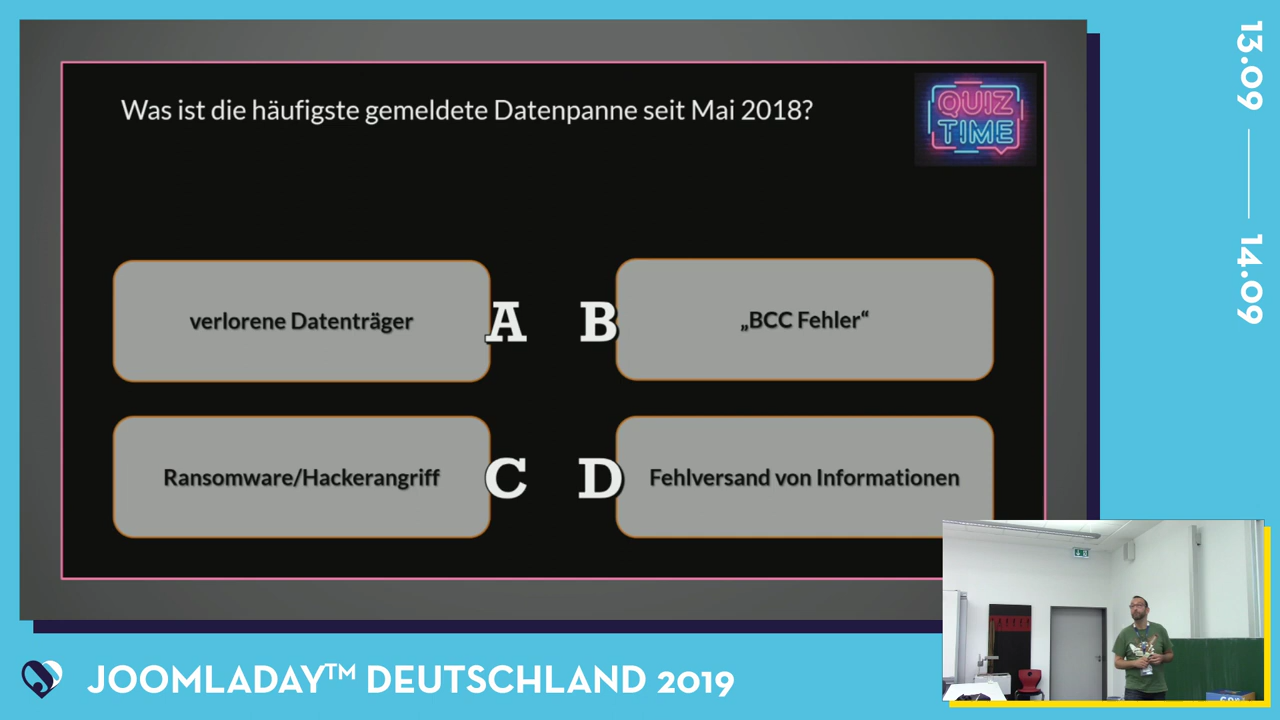 Was ist die häufigste gemeldete Datenpanne seit Mai 2018?
QUIZ
TIME
verlorene Datenträger
A
B
„BCC Fehler“
Ransomware/Hackerangriff
C
D
Fehlversand von Informationen
13.09
14.09
JOOMLADAY™ DEUTSCHLAND 2019